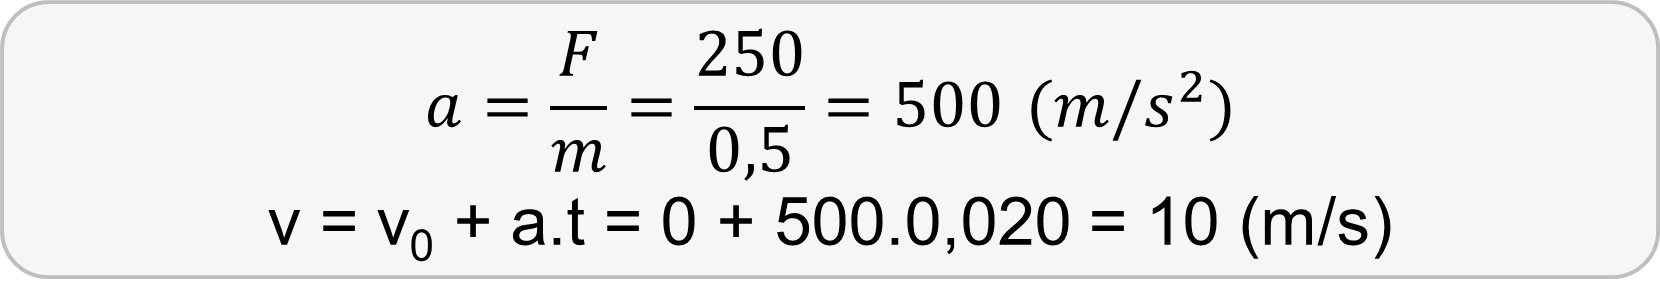 a = F/m = 250/0,5 = 500 (m/s²)
v = v₀ + a.t = 0 + 500.0,020 = 10 (m/s)